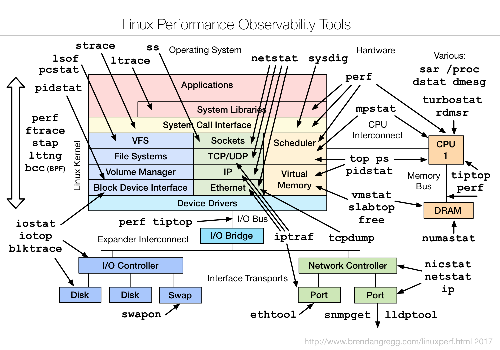 Linux Performance Observability Tools
strace
ss
Operating System
Hardware
Various:
lsof
ltrace
netstat
sysdig
sar /proc
pcstat
perf
dstat dmesg
pidstat
Applications
turbostat
mpstat
rdmsr
System Libraries
perf
System Call Interface
CPU
Interconnect
ftrace
Linux Kernel
VFS
Sockets
Scheduler
CPU
1
stap
File Systems
TCP/UDP
top ps
lttng
Volume Manager
IP
Virtual
Memory
pidstat
Memory
Bus
tiptop
bcc (BPF)
Block Device Interface
Ethernet
vmstat
perf
Device Drivers
slabtop
DRAM
iostat
perf tiptop
I/O Bus
free
iotop
Expander Interconnect
I/O Bridge
iptraf
tcpdump
numastat
blktrace
I/O Controller
Interface Transports
Network Controller
nicstat
netstat
Disk
Disk
Swap
Port
Port
ip
swapon
ethtool
snmpget
lldptool
http://www.brendangregg.com/linuxperf.html 2017